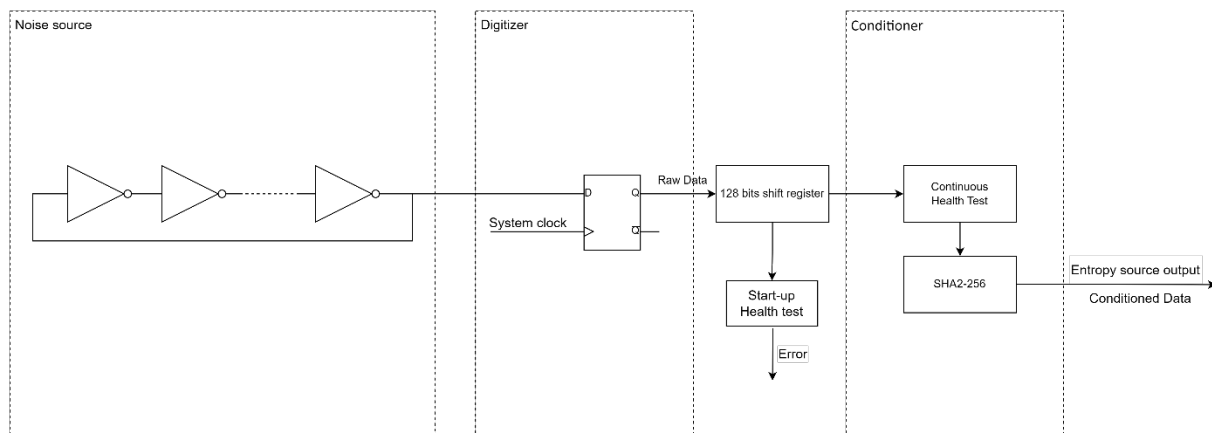 Noise source
Digitizer
Conditioner
D
Q
Raw Data
128 bits shift register
Continuous
Health Test
System clock
Q
Entropy source output
SHA2-256
Start-up
Health test
Conditioned Data
Error